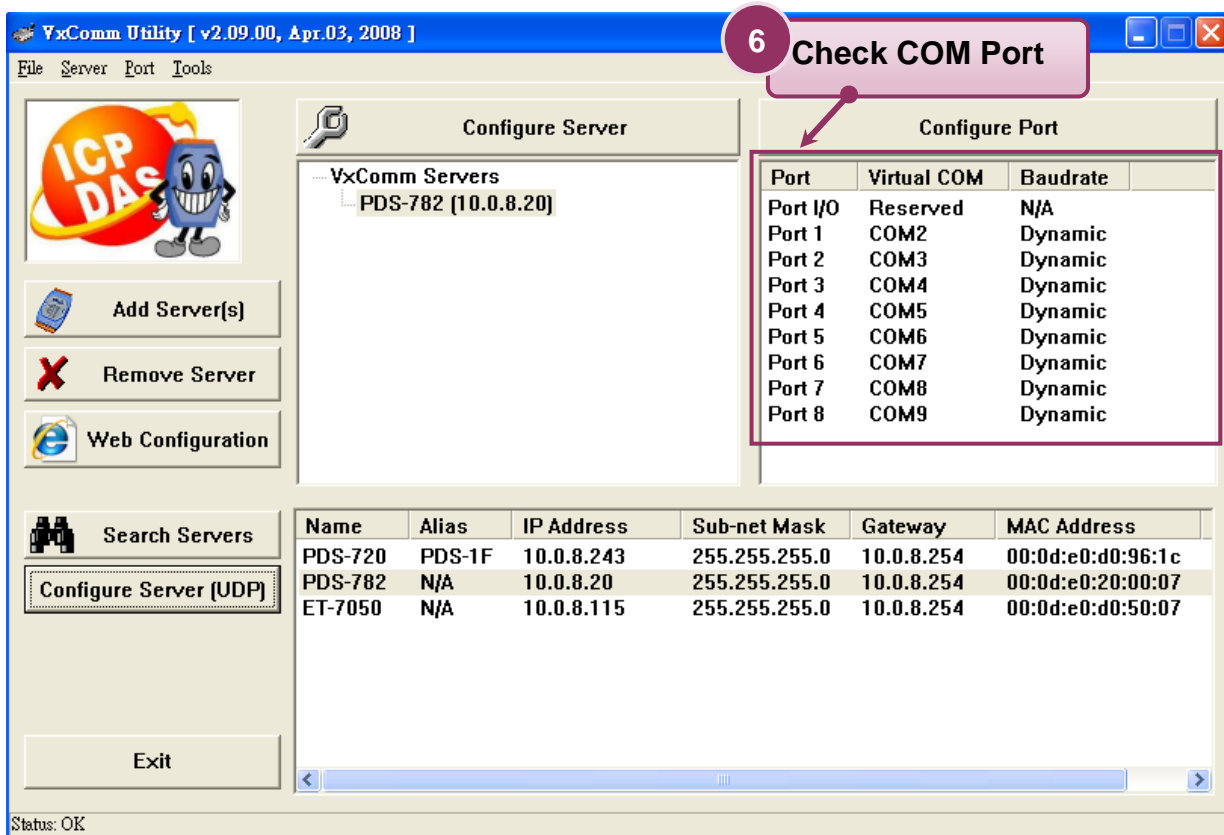 VxComm Utility [ v2.09.00, Apr.03, 2008 ]
6 Check COM Port
File Server Port Tools
ICP DAS
Configure Server
Configure Port
VxComm Servers
PDS-782 (10.0.8.20)
Port Virtual COM Baudrate
Port I/O Reserved N/A
Port 1 COM2 Dynamic
Port 2 COM3 Dynamic
Port 3 COM4 Dynamic
Port 4 COM5 Dynamic
Port 5 COM6 Dynamic
Port 6 COM7 Dynamic
Port 7 COM8 Dynamic
Port 8 COM9 Dynamic
Add Server(s)
Remove Server
Web Configuration
Search Servers
Configure Server (UDP)
Exit
Name Alias IP Address Sub-net Mask Gateway MAC Address
PDS-720 PDS-1F 10.0.8.243 255.255.255.0 10.0.8.254 00:0d:e0:d0:96:1c
PDS-782 N/A 10.0.8.20 255.255.255.0 10.0.8.254 00:0d:e0:20:00:07
ET-7050 N/A 10.0.8.115 255.255.255.0 10.0.8.254 00:0d:e0:d0:50:07
Status: OK